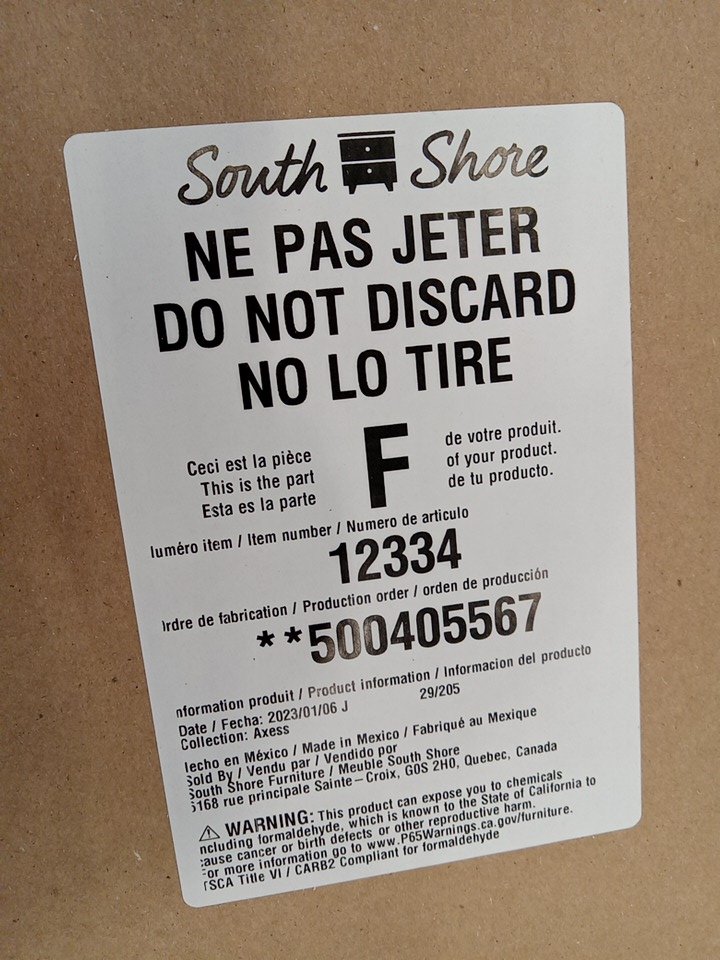 South Shore
NE PAS JETER
DO NOT DISCARD
NO LO TIRE
Ceci est la pièce
This is the part
Esta es la parte
F
de votre produit.
of your product.
de tu producto.
luméro item / Item number / Numero de articulo
12334
Irdre de fabrication / Production order / orden de producción
**500405567
nformation produit / Product information / Informacion del producto
Date / Fecha: 2023/01/06 J 29/205
Collection: Axess
lecho en México / Made in Mexico / Fabriqué au Mexique
Sold By / Vendu par / Vendido por
South Shore Furniture / Meuble South Shore
168 rue principale Sainte-Croix, G0S 2H0, Quebec, Canada
⚠ WARNING: This product can expose you to chemicals
ncluding formaldehyde, which is known to the State of California to
ause cancer or birth defects or other reproductive harm.
or more information go to www.P65Warnings.ca.gov/furniture.
TSCA Title VI / CARB2 Compliant for formaldehyde